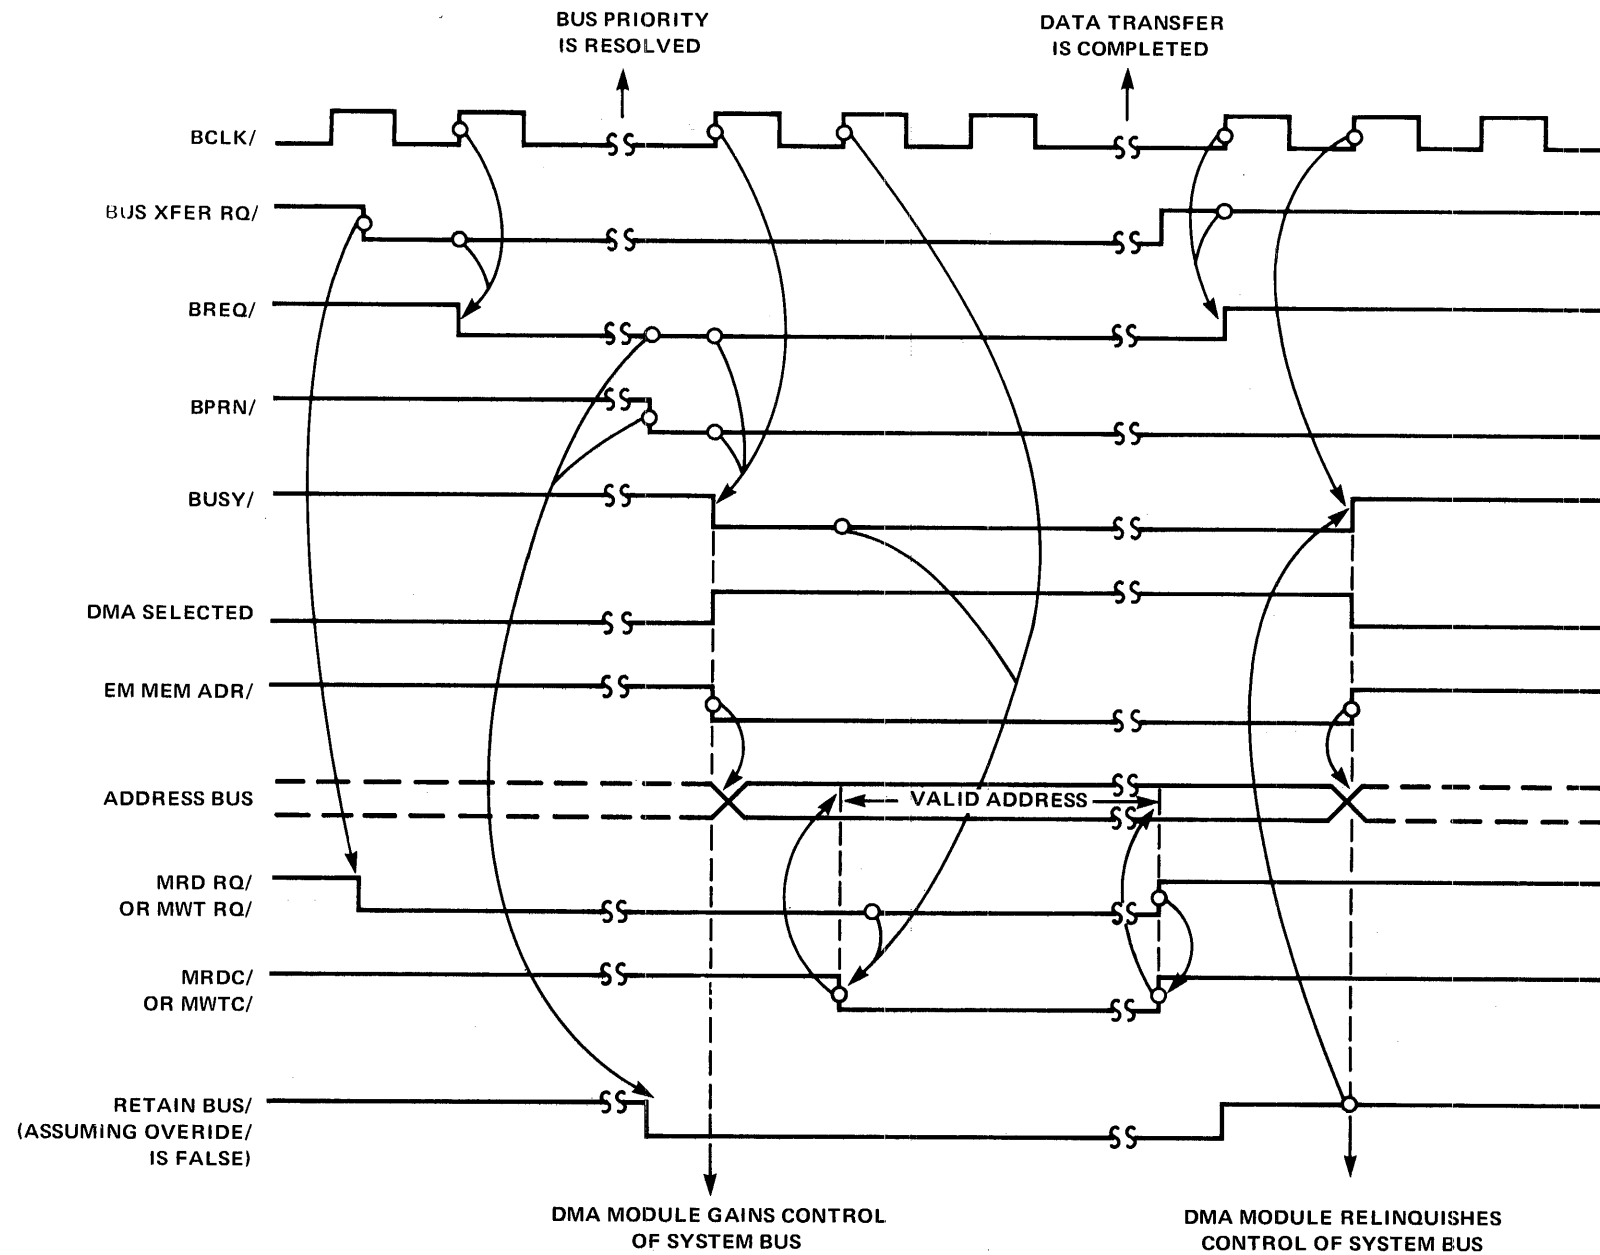 BUS PRIORITY
IS RESOLVED
DATA TRANSFER
IS COMPLETED
BCLK/
BUS XFER RQ/
BREQ/
BPRN/
BUSY/
DMA SELECTED
EM MEM ADR/
ADDRESS BUS
VALID ADDRESS
MRD RQ/
OR MWT RQ/
MRDC/
OR MWTC/
RETAIN BUS/
(ASSUMING OVERIDE/
IS FALSE)
DMA MODULE GAINS CONTROL
OF SYSTEM BUS
DMA MODULE RELINQUISHES
CONTROL OF SYSTEM BUS